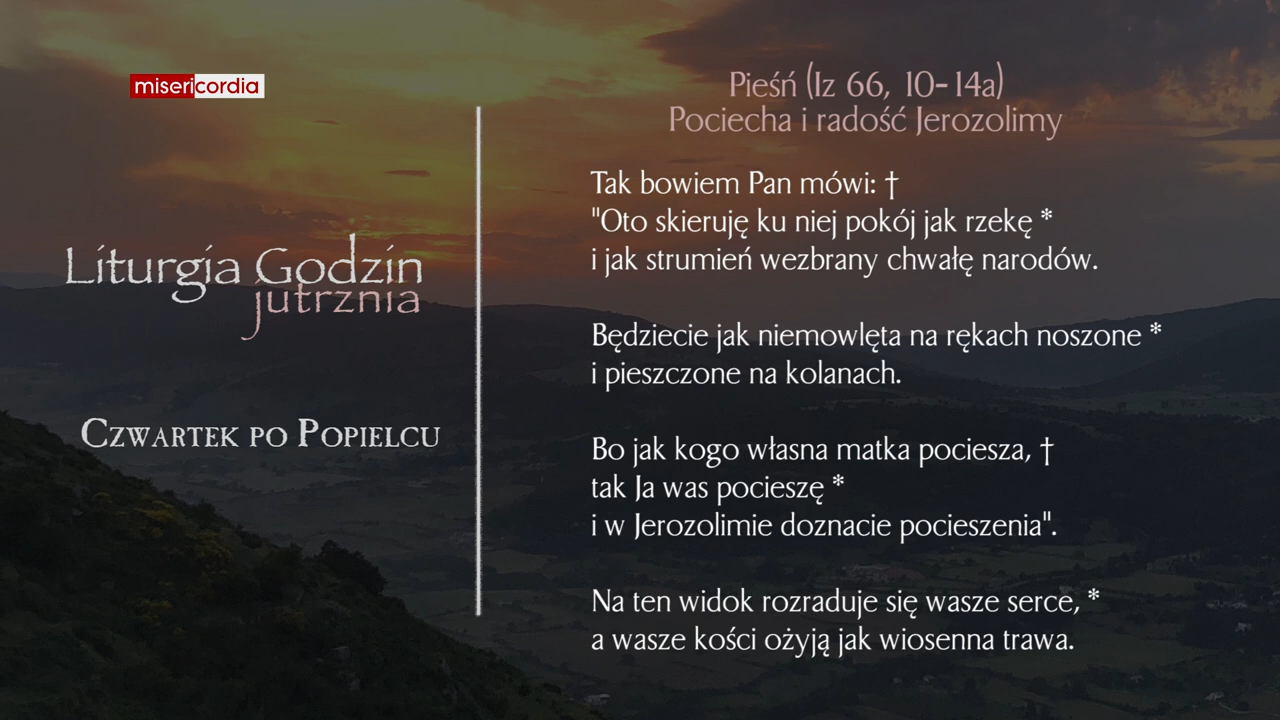 misericordia
Liturgia Godzin
jutrznia
Czwartek po Popielcu
Pieśń (Iz 66, 10-14a)
Pociecha i radość Jerozolimy
Tak bowiem Pan mówi: †
"Oto skieruję ku niej pokój jak rzekę *
i jak strumień wezbrany chwałę narodów.
Będziecie jak niemowlęta na rękach noszone *
i pieszczone na kolanach.
Bo jak kogo własna matka pociesza, †
tak Ja was pocieszę *
i w Jerozolimie doznacie pocieszenia".
Na ten widok rozraduje się wasze serce, *
a wasze kości ożyją jak wiosenna trawa.